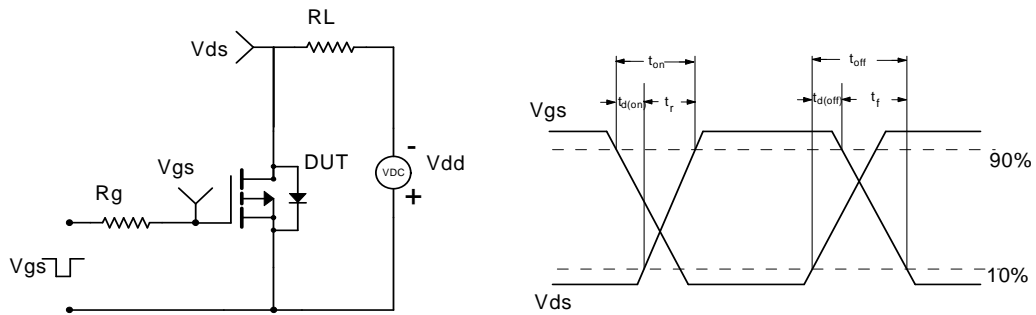 RL
Vds
Vgs
DUT
-
Vdd
VDC
+
Rg
Vgs
ton
toff
td(on)
tr
td(off)
tf
Vgs
90%
10%
Vds